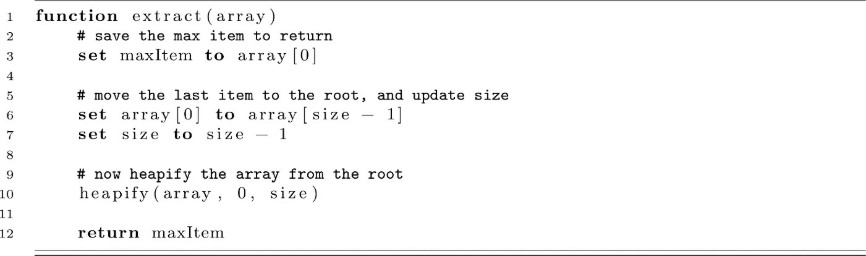 1 function extract(array)
2 # save the max item to return
3 set maxItem to array[0]
4
5 # move the last item to the root, and update size
6 set array[0] to array[size − 1]
7 set size to size − 1
8
9 # now heapify the array from the root
10 heapify(array, 0, size)
11
12 return maxItem